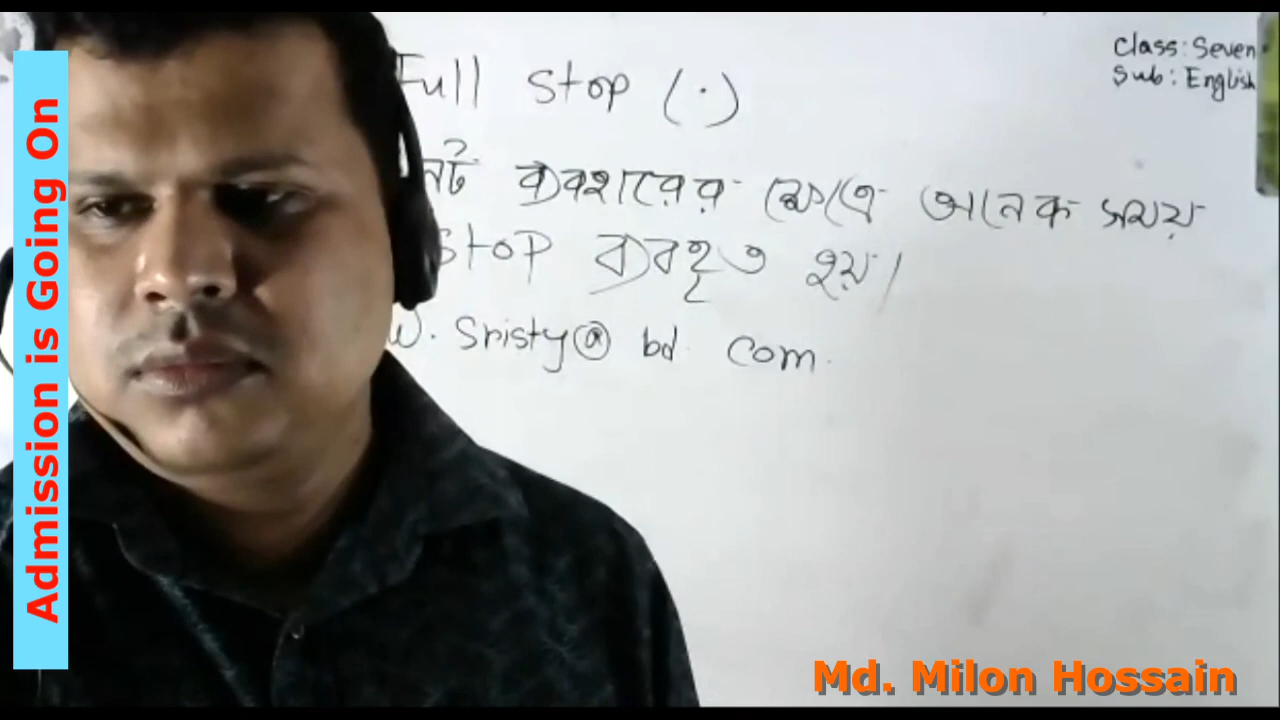 Admission is Going On
Class: Seven
Sub: English
Full Stop (.)
ব্যবহারের ক্ষেত্রে অনেক সময়
Stop ব্যবহৃত হয়।
W. Sristy@ bd. com.
Md. Milon Hossain